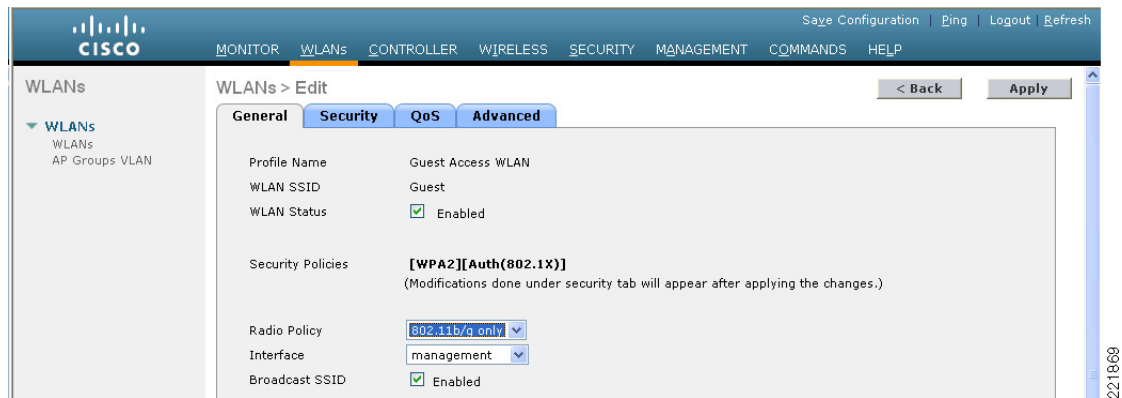 Save Configuration | Ping | Logout | Refresh
CISCO
MONITOR WLANs CONTROLLER WIRELESS SECURITY MANAGEMENT COMMANDS HELP
WLANs
WLANs
WLANs
AP Groups VLAN
WLANs > Edit
< Back
Apply
General Security QoS Advanced
Profile Name Guest Access WLAN
WLAN SSID Guest
WLAN Status Enabled
Security Policies [WPA2][Auth(802.1X)]
(Modifications done under security tab will appear after applying the changes.)
Radio Policy 802.11b/g only
Interface management
Broadcast SSID Enabled
221869